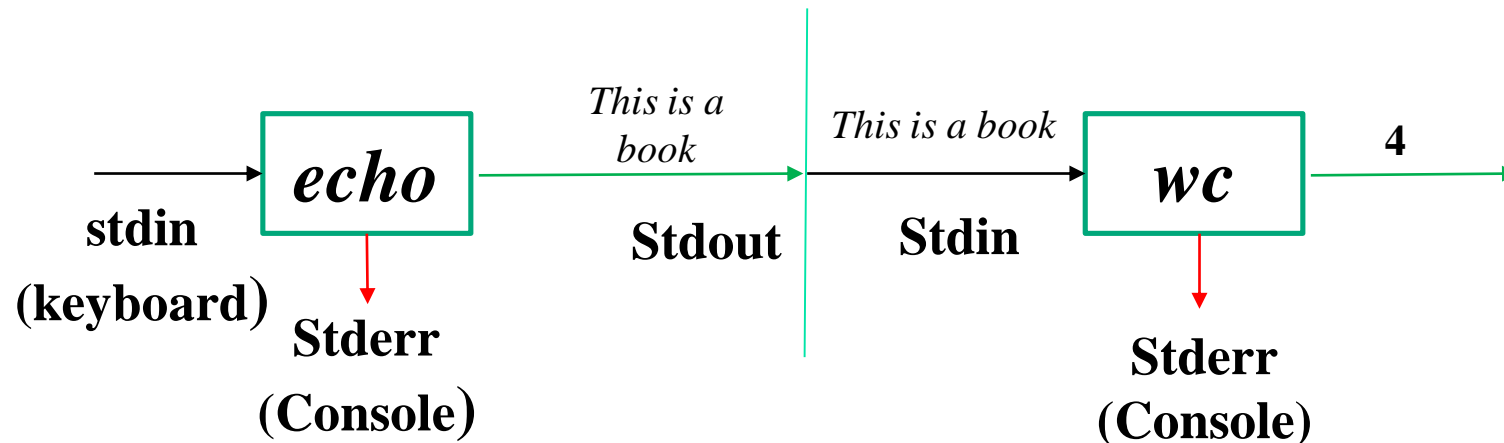 This is a
book
This is a book
4
echo
wc
stdin
(keyboard)
Stdout
Stdin
Stderr
(Console)
Stderr
(Console)